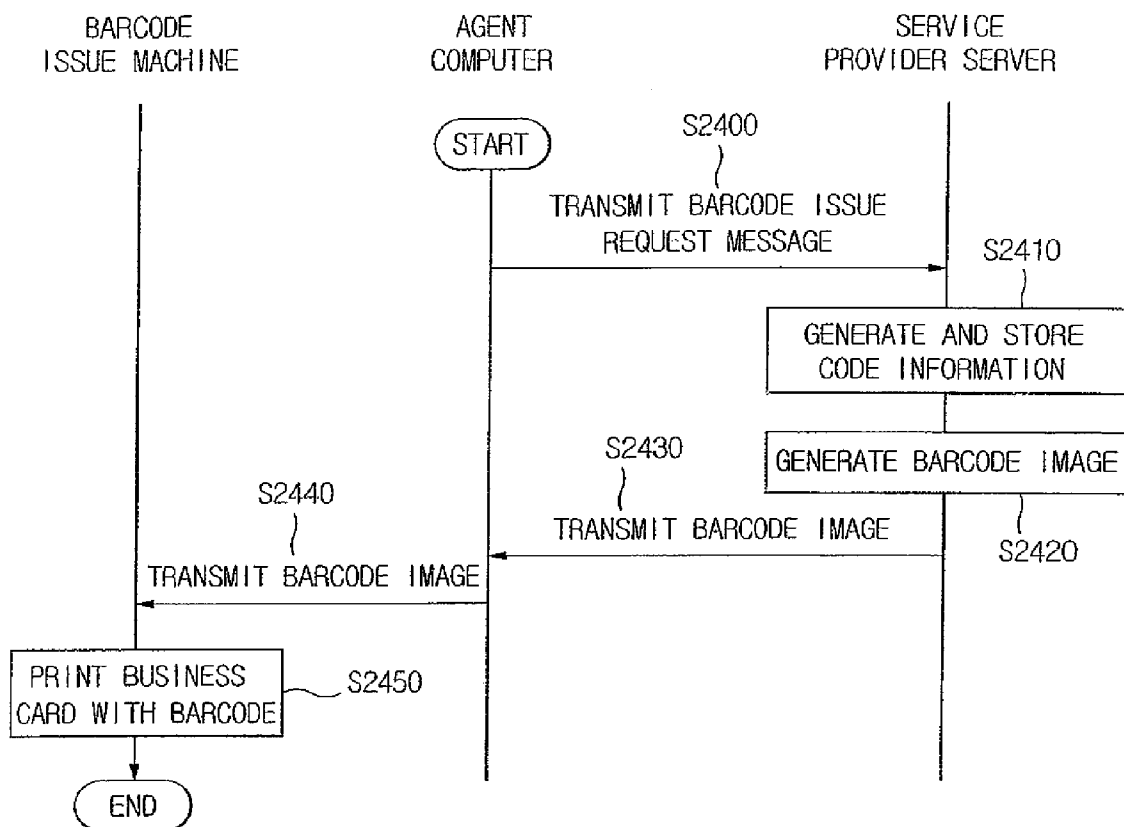 BARCODE
ISSUE MACHINE
AGENT
COMPUTER
SERVICE
PROVIDER SERVER
START
S2400
TRANSMIT BARCODE ISSUE
REQUEST MESSAGE
S2410
GENERATE AND STORE
CODE INFORMATION
GENERATE BARCODE IMAGE
S2420
S2430
TRANSMIT BARCODE IMAGE
S2440
TRANSMIT BARCODE IMAGE
PRINT BUSINESS
CARD WITH BARCODE
S2450
END